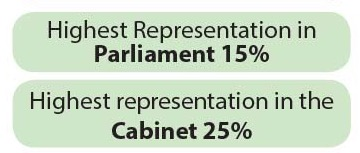 Highest Representation in
Parliament 15%
Highest representation in the
Cabinet 25%